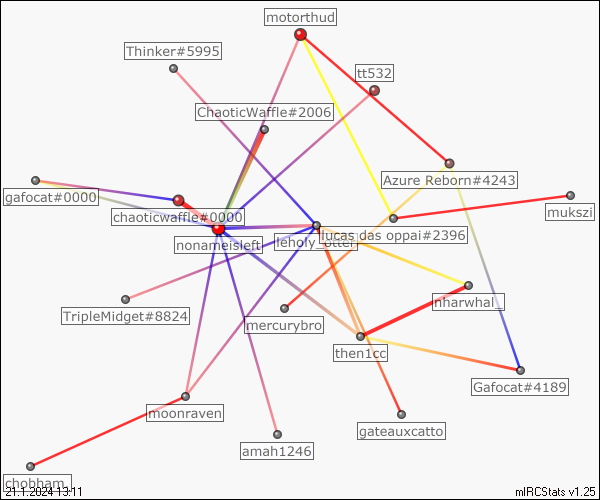 motorthud
Thinker#5995
tt532
ChaoticWaffle#2006
Azure Reborn#4243
gafocat#0000
mukszi
chaoticwaffle#0000
lucas das oppai#2396
nonameisleft
leholy_otter
nharwhal_
TripleMidget#8824
mercurybro
then1cc
Gafocat#4189
moonraven
gateauxcatto
amah1246
chobham_
21.1.2024 13:11
mIRCStats v1.25